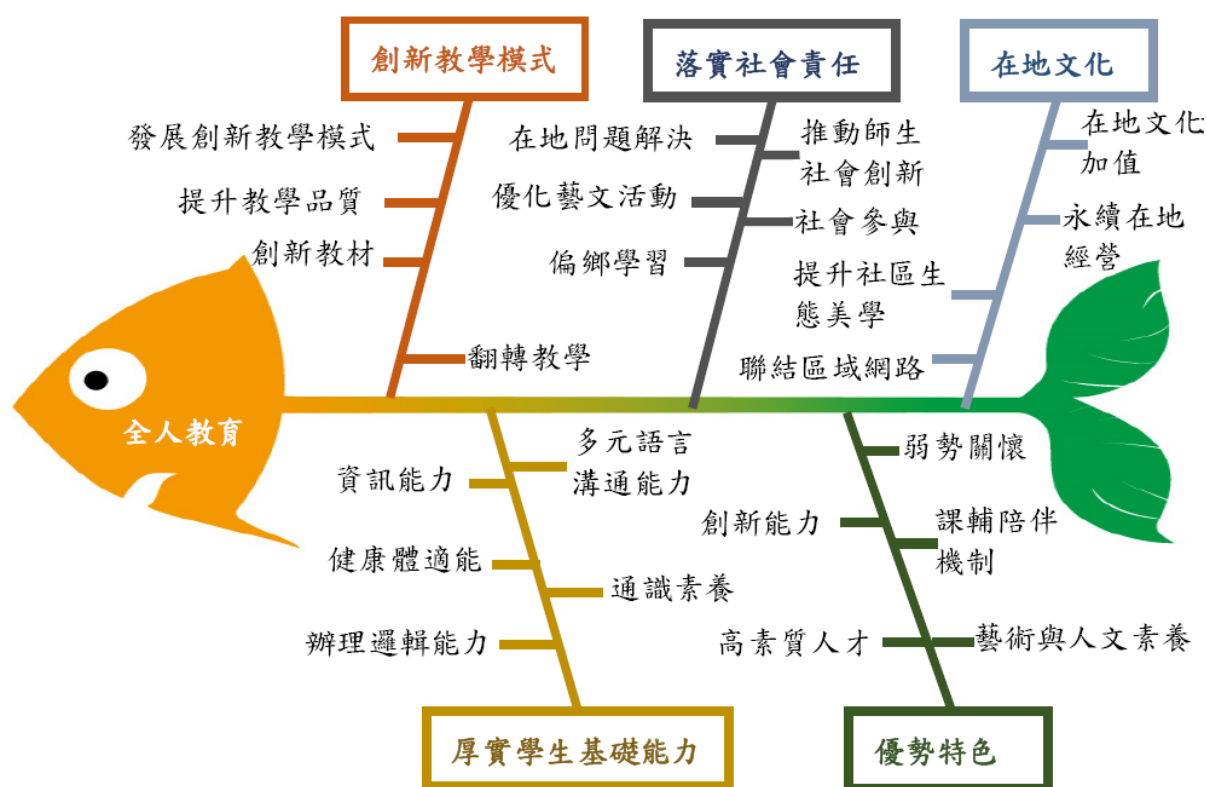 創新教學模式
發展創新教學模式
提升教學品質
創新教材
翻轉教學
落實社會責任
在地問題解決
優化藝文活動
偏鄉學習
推動師生
社會創新
社會參與
在地文化
在地文化
加值
永續在地
經營
提升社區生
態美學
聯結區域網路
全人教育
資訊能力
健康體適能
辦理邏輯能力
多元語言
溝通能力
通識素養
厚實學生基礎能力
創新能力
高素質人才
弱勢關懷
課輔陪伴
機制
藝術與人文素養
優勢特色